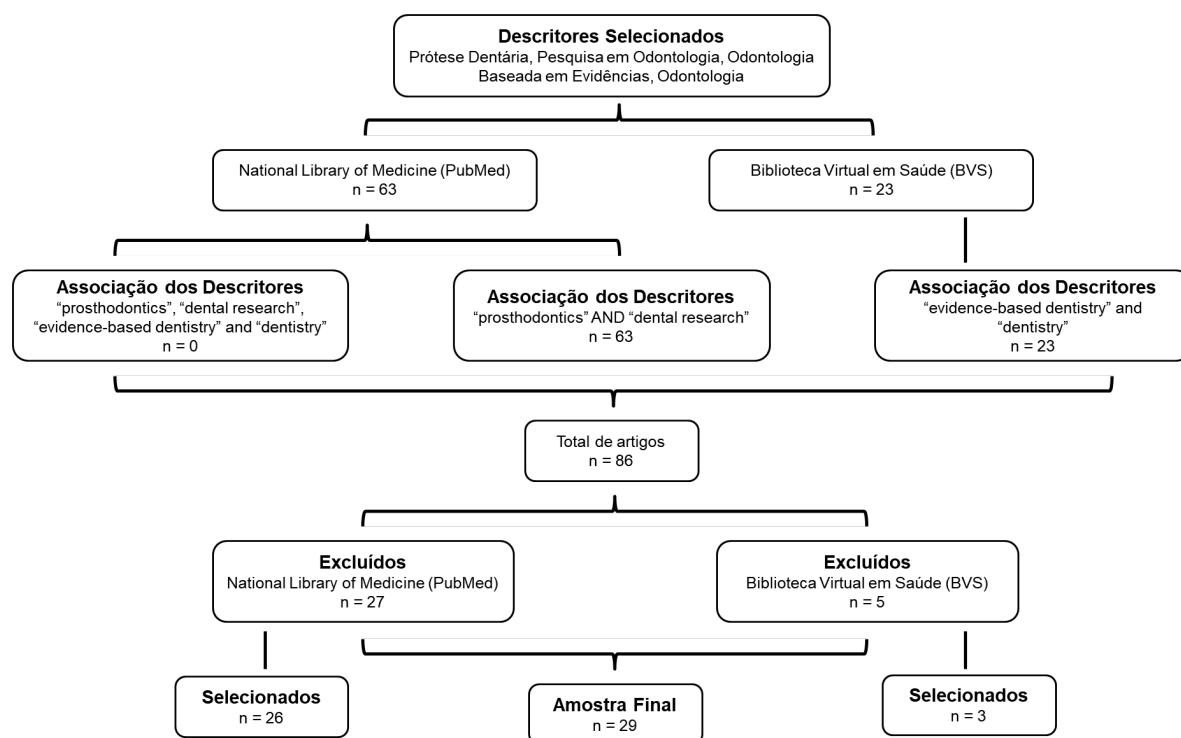 Descritores Selecionados
Prótese Dentária, Pesquisa em Odontologia, Odontologia
Baseada em Evidências, Odontologia
National Library of Medicine (PubMed)
n = 63
Biblioteca Virtual em Saúde (BVS)
n = 23
Associação dos Descritores
“prosthodontics”, “dental research”,
“evidence-based dentistry” and “dentistry”
n = 0
Associação dos Descritores
“prosthodontics” AND “dental research”
n = 63
Associação dos Descritores
“evidence-based dentistry” and
“dentistry”
n = 23
Total de artigos
n = 86
Excluídos
National Library of Medicine (PubMed)
n = 27
Excluídos
Biblioteca Virtual em Saúde (BVS)
n = 5
Selecionados
n = 26
Amostra Final
n = 29
Selecionados
n = 3